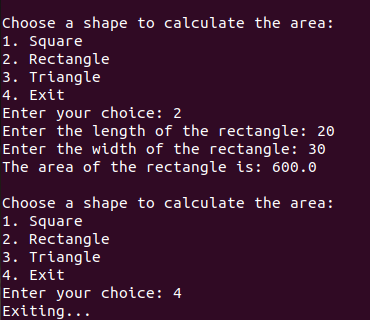 Choose a shape to calculate the area:
1. Square
2. Rectangle
3. Triangle
4. Exit
Enter your choice: 2
Enter the length of the rectangle: 20
Enter the width of the rectangle: 30
The area of the rectangle is: 600.0

Choose a shape to calculate the area:
1. Square
2. Rectangle
3. Triangle
4. Exit
Enter your choice: 4
Exiting...